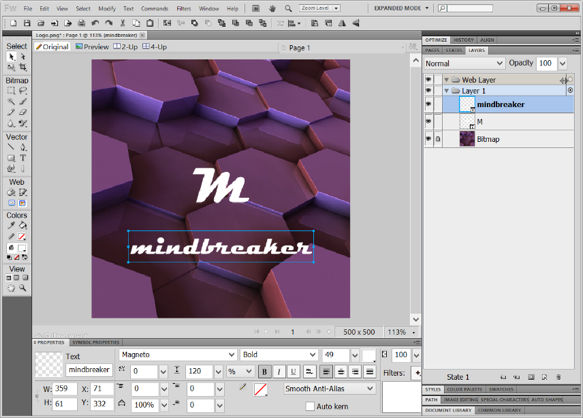 File Edit View Select Modify Text Commands Filters Window Help
Zoom Level
EXPANDED MODE
Logo.png* : Page 1 @ 113% (mindbreaker)
Original Preview 2-Up 4-Up Page 1
Select
Bitmap
Vector
Web
Colors
View
M
mindbreaker
1 500 x 500 113%
OPTIMIZE HISTORY ALIGN
PAGES STATES LAYERS
Normal Opacity 100
Web Layer
Layer 1
mindbreaker
M
Bitmap
State 1
STYLES COLOR PALETTE SWATCHES
PATH IMAGE EDITING SPECIAL CHARACTERS AUTO SHAPES
DOCUMENT LIBRARY COMMON LIBRARY
PROPERTIES SYMBOL PROPERTIES
Text
mindbreaker
Magneto Bold 49 100
0 120 % B I U Filters:
W: 359 X: 71 0 0 Smooth Anti-Alias
H: 61 Y: 332 100% 0 Auto kern